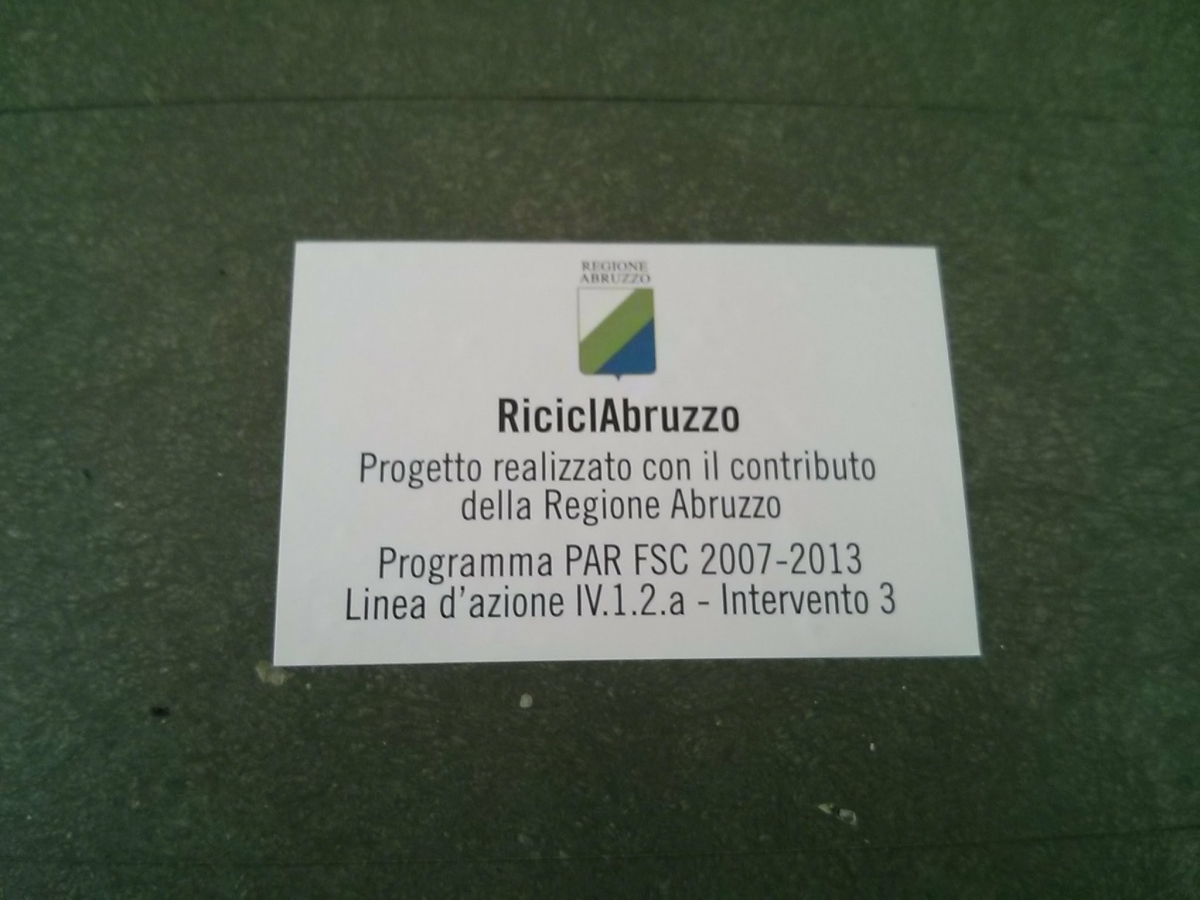 REGIONE
ABRUZZO
RiciclAbruzzo
Progetto realizzato con il contributo
della Regione Abruzzo
Programma PAR FSC 2007-2013
Linea d'azione IV.1.2.a - Intervento 3